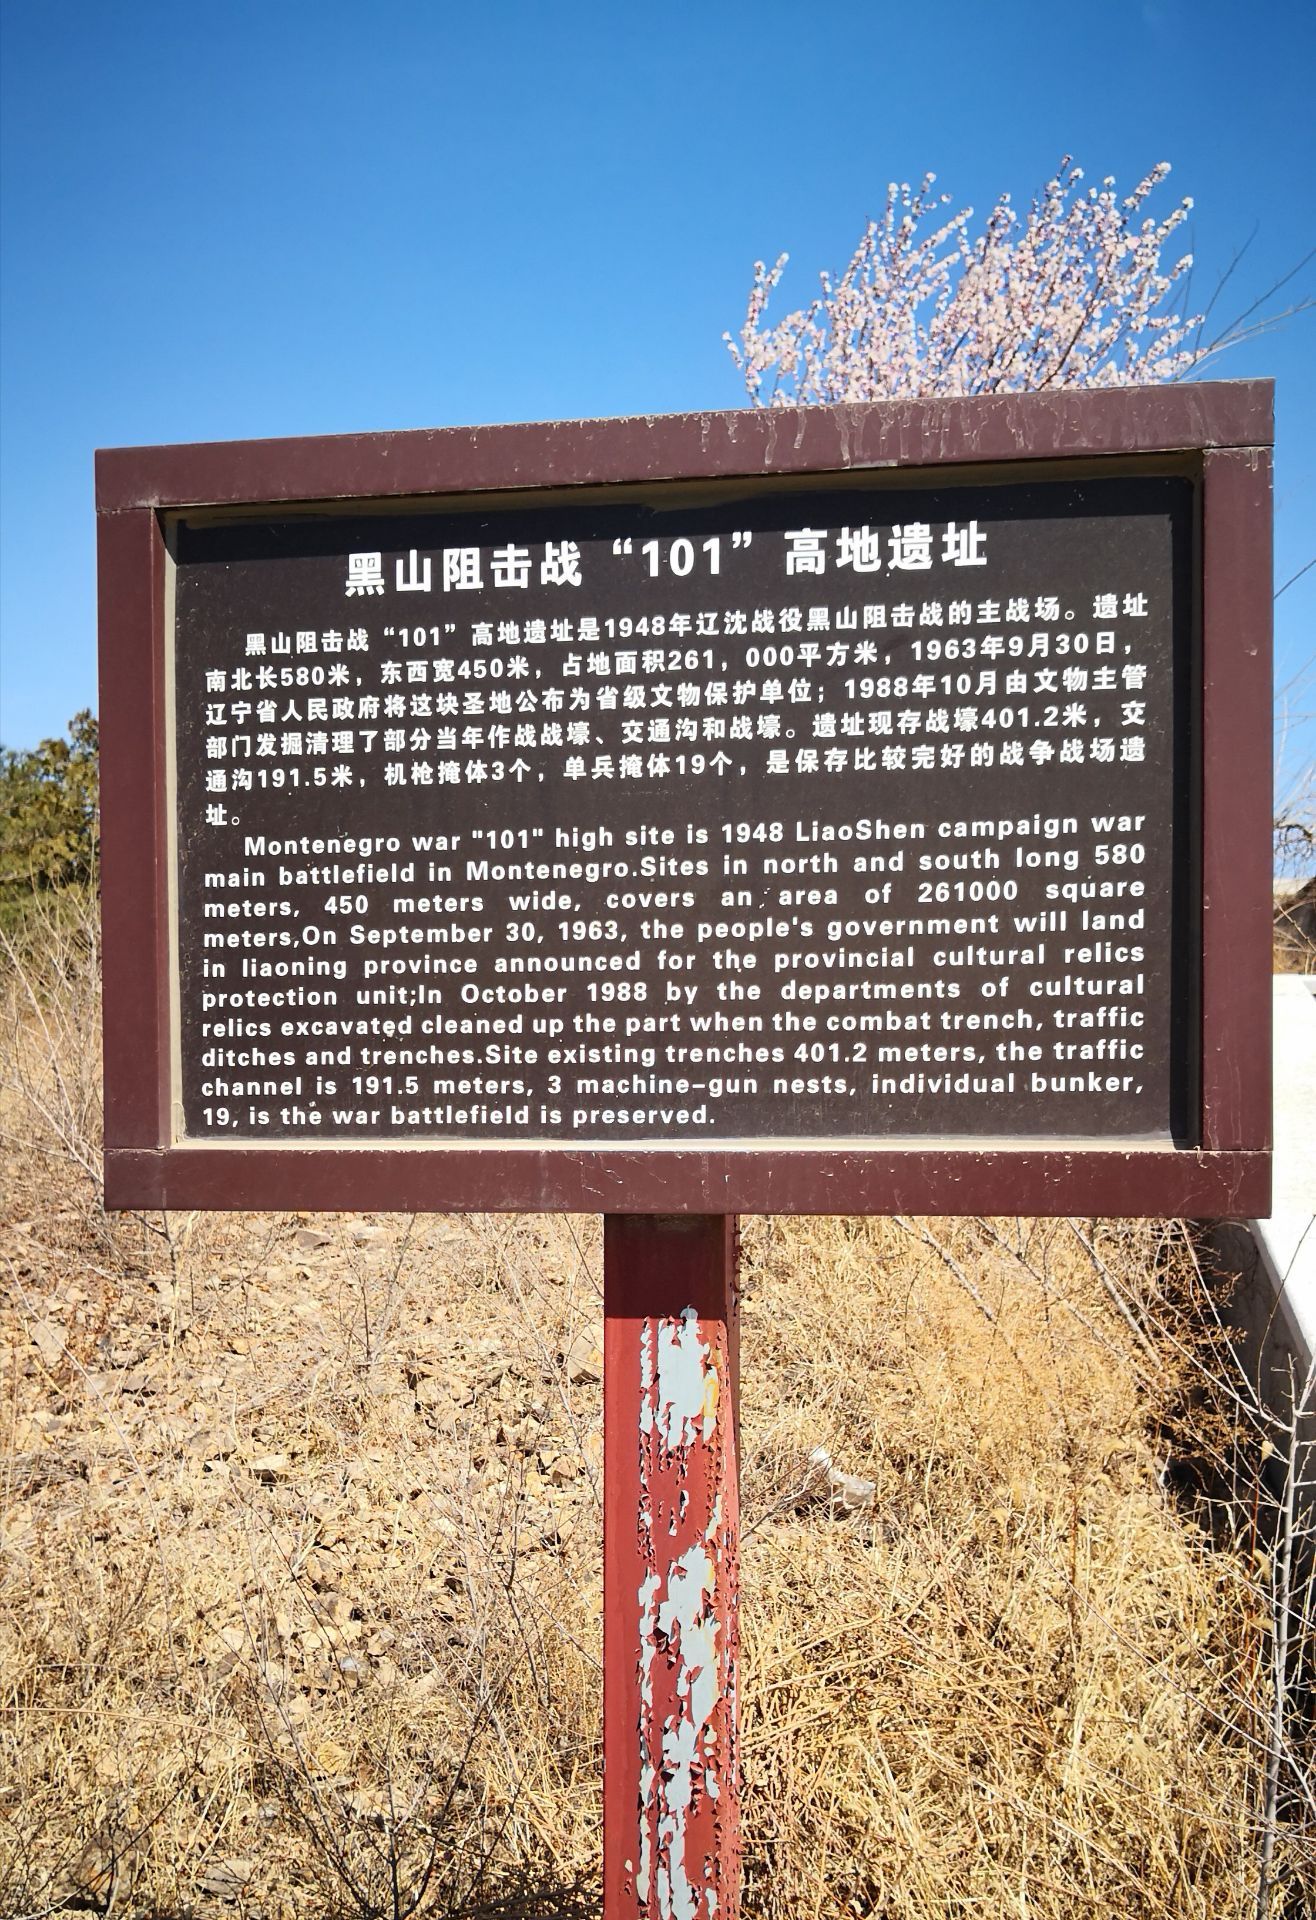 黑山阻击战“101”高地遗址
黑山阻击战“101”高地遗址是1948年辽沈战役黑山阻击战的主战场。遗址
南北长580米，东西宽450米，占地面积261，000平方米，1963年9月30日，
辽宁省人民政府将这块圣地公布为省级文物保护单位；1988年10月由文物主管
部门发掘清理了部分当年作战战壕、交通沟和战壕。遗址现存战壕401.2米，交
通沟191.5米，机枪掩体3个，单兵掩体19个，是保存比较完好的战争战场遗
址。
Montenegro war "101" high site is 1948 LiaoShen campaign war
main battlefield in Montenegro.Sites in north and south long 580
meters, 450 meters wide, covers an area of 261000 square
meters,On September 30, 1963, the people's government will land
in liaoning province announced for the provincial cultural relics
protection unit;In October 1988 by the departments of cultural
relics excavated cleaned up the part when the combat trench, traffic
ditches and trenches.Site existing trenches 401.2 meters, the traffic
channel is 191.5 meters, 3 machine-gun nests, individual bunker,
19, is the war battlefield is preserved.